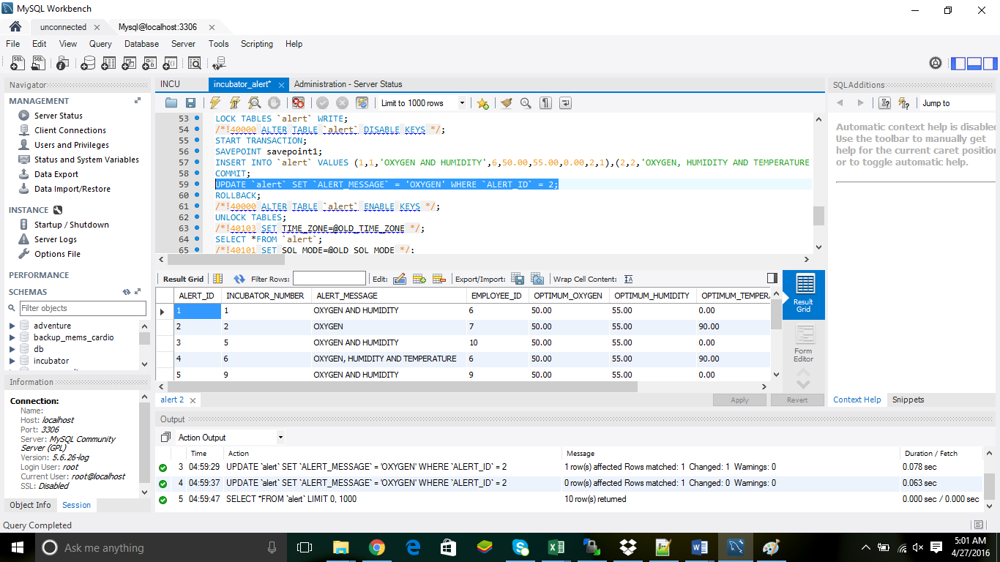 MySQL Workbench
unconnected
Mysql@localhost:3306
File Edit View Query Database Server Tools Scripting Help
Navigator
MANAGEMENT
Server Status
Client Connections
Users and Privileges
Status and System Variables
Data Export
Data Import/Restore
INSTANCE
Startup / Shutdown
Server Logs
Options File
PERFORMANCE
SCHEMAS
Filter objects
adventure
backup_mems_cardio
db
incubator
Information
Connection:
Name:
Host: localhost
Port: 3306
Server: MySQL Community
Server (GPL)
Version: 5.6.26-log
Login User: root
Current User: root@localhost
SSL: Disabled
Object Info Session
Query Completed
INCU
incubator_alert*
Administration - Server Status
Limit to 1000 rows
53 LOCK TABLES `alert` WRITE;
54 /*!40000 ALTER TABLE `alert` DISABLE KEYS */;
55 START TRANSACTION;
56 SAVEPOINT savepoint1;
57 INSERT INTO `alert` VALUES (1,1,'OXYGEN AND HUMIDITY',6,50.00,55.00,0.00,2,1),(2,2,'OXYGEN, HUMIDITY AND TEMPERATURE
58 COMMIT;
59 UPDATE `alert` SET `ALERT_MESSAGE` = 'OXYGEN' WHERE `ALERT_ID` = 2;
60 ROLLBACK;
61 /*!40000 ALTER TABLE `alert` ENABLE KEYS */;
62 UNLOCK TABLES;
63 /*!40103 SET TIME_ZONE=@OLD_TIME_ZONE */;
64 SELECT *FROM `alert`;
65 /*!40101 SET SQL_MODE=@OLD_SQL_MODE */;
Result Grid Filter Rows: Edit: Export/Import: Wrap Cell Content:
ALERT_ID INCUBATOR_NUMBER ALERT_MESSAGE EMPLOYEE_ID OPTIMUM_OXYGEN OPTIMUM_HUMIDITY OPTIMUM_TEMPERA
1 1 OXYGEN AND HUMIDITY 6 50.00 55.00 0.00
2 2 OXYGEN 7 50.00 55.00 90.00
3 5 OXYGEN AND HUMIDITY 10 50.00 55.00 0.00
4 6 OXYGEN, HUMIDITY AND TEMPERATURE 6 50.00 55.00 90.00
5 9 OXYGEN AND HUMIDITY 9 50.00 55.00 0.00
Result
Grid
Form
Editor
alert 2
Apply Revert
SQLAdditions
Jump to
Automatic context help is disabled
Use the toolbar to manually get
help for the current caret position
or to toggle automatic help.
Context Help Snippets
Output
Action Output
Time Action Message Duration / Fetch
3 04:59:29 UPDATE `alert` SET `ALERT_MESSAGE` = 'OXYGEN' WHERE `ALERT_ID` = 2 1 row(s) affected Rows matched: 1 Changed: 1 Warnings: 0 0.078 sec
4 04:59:37 UPDATE `alert` SET `ALERT_MESSAGE` = 'OXYGEN' WHERE `ALERT_ID` = 2 0 row(s) affected Rows matched: 1 Changed: 0 Warnings: 0 0.063 sec
5 04:59:47 SELECT *FROM `alert` LIMIT 0, 1000 10 row(s) returned 0.000 sec / 0.000 sec
Ask me anything
5:01 AM
4/27/2016